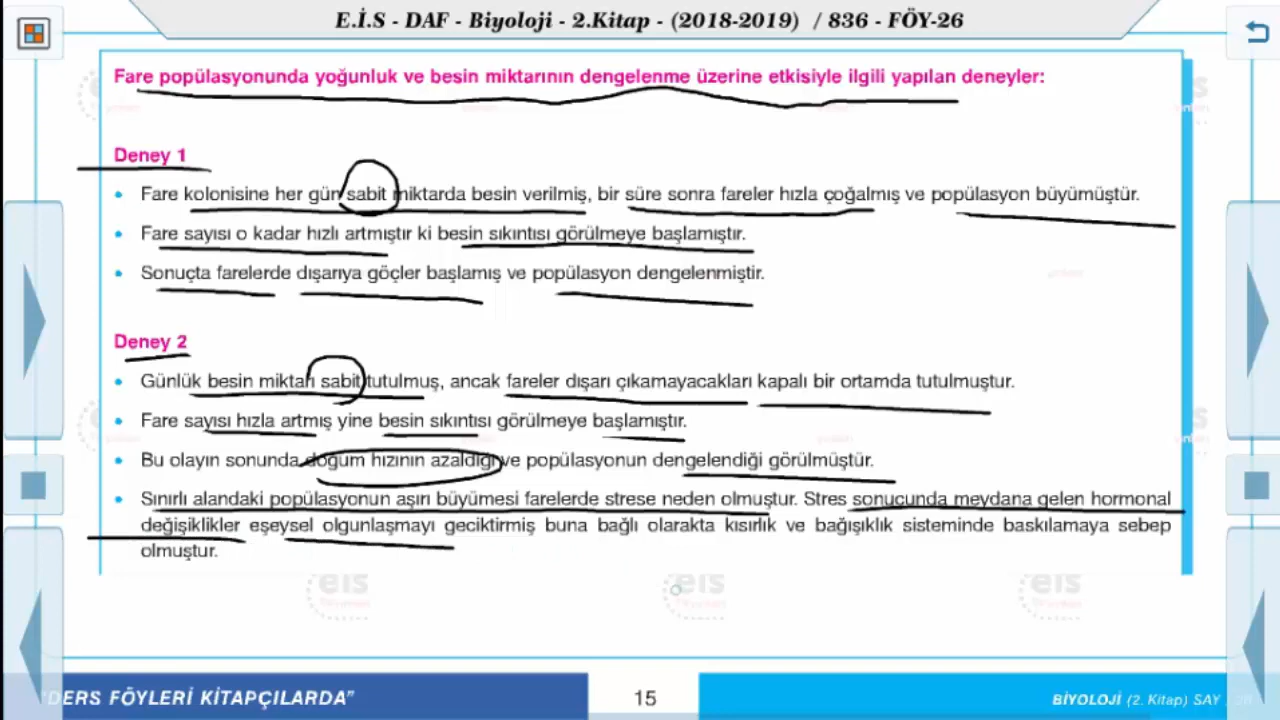 E.İ.S - DAF - Biyoloji - 2.Kitap - (2018-2019) / 836 - FÖY-26
Fare popülasyonunda yoğunluk ve besin miktarının dengelenme üzerine etkisiyle ilgili yapılan deneyler:
Deney 1
• Fare kolonisine her gün sabit miktarda besin verilmiş, bir süre sonra fareler hızla çoğalmış ve popülasyon büyümüştür.
• Fare sayısı o kadar hızlı artmıştır ki besin sıkıntısı görülmeye başlamıştır.
• Sonuçta farelerde dışarıya göçler başlamış ve popülasyon dengelenmiştir.
Deney 2
• Günlük besin miktarı sabit tutulmuş, ancak fareler dışarı çıkamayacakları kapalı bir ortamda tutulmuştur.
• Fare sayısı hızla artmış yine besin sıkıntısı görülmeye başlamıştır.
• Bu olayın sonunda doğum hızının azaldığı ve popülasyonun dengelendiği görülmüştür.
• Sınırlı alandaki popülasyonun aşırı büyümesi farelerde strese neden olmuştur. Stres sonucunda meydana gelen hormonal
değişiklikler eşeysel olgunlaşmayı geciktirmiş buna bağlı olarakta kısırlık ve bağışıklık sisteminde baskılamaya sebep
olmuştur.
eis eis eis
"DERS FÖYLERİ KİTAPÇILARDA" 15 BİYOLOJİ (2. Kitap) SAY